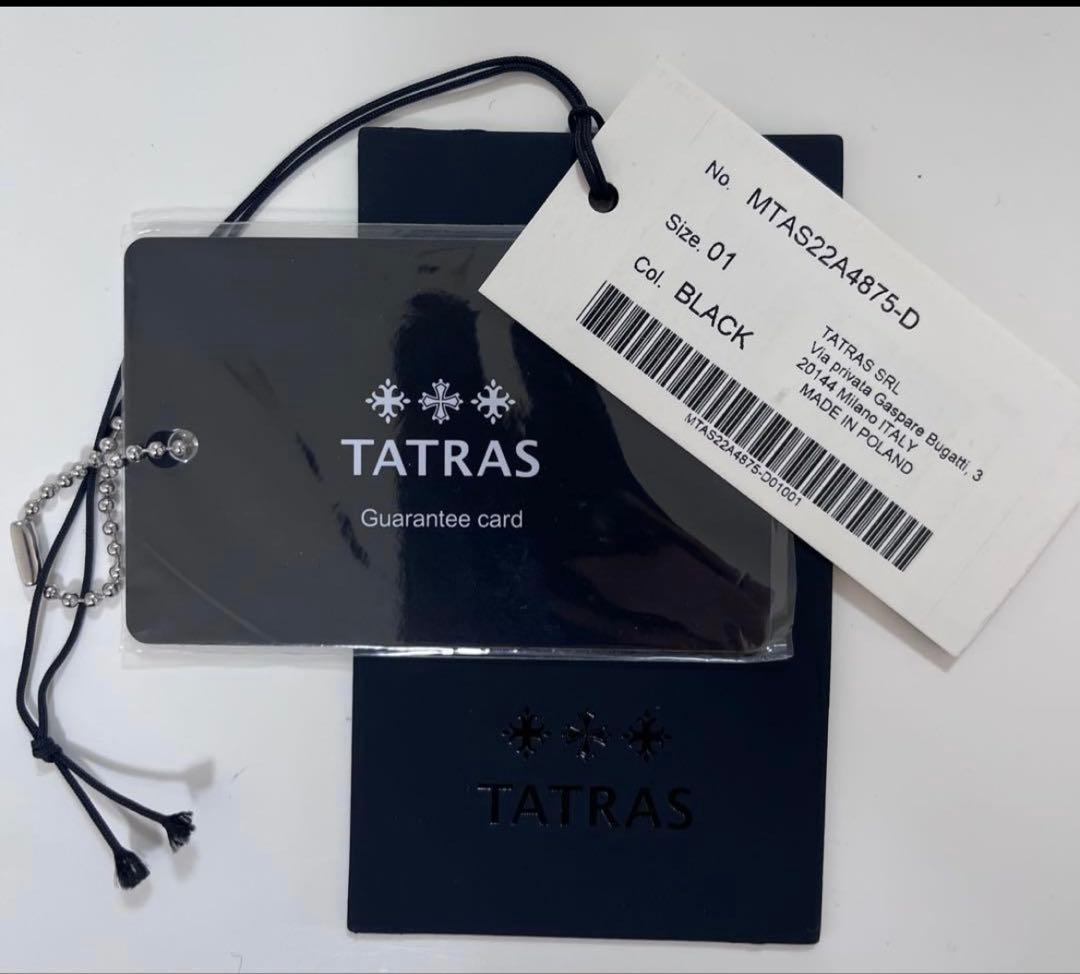 No. MTAS22A4875-D
Size. 01
Col. BLACK
TATRAS SRL
Via privata Gaspare Bugatti, 3
20144 Milano ITALY
MADE IN POLAND
MTAS22A4875-D01001
TATRAS
Guarantee card
TATRAS